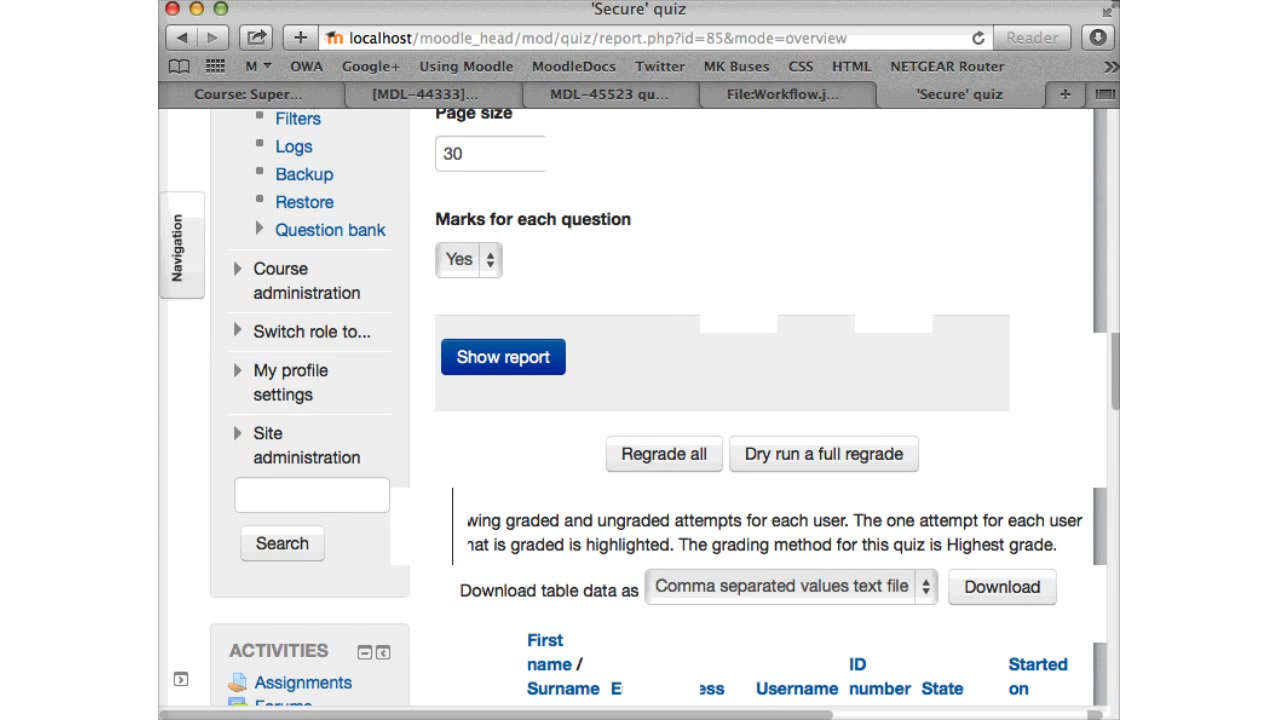 'Secure' quiz
localhost/moodle_head/mod/quiz/report.php?id=85&mode=overview
Reader
M OWA Google+ Using Moodle MoodleDocs Twitter MK Buses CSS HTML NETGEAR Router
Course: Super... [MDL-44333]... MDL-45523 qu... File:Workflow.j... 'Secure' quiz
Navigation
Filters
Logs
Backup
Restore
Question bank
Course
administration
Switch role to...
My profile
settings
Site
administration
Search
ACTIVITIES
Assignments
Forums
Page size
30
Marks for each question
Yes
Show report
Regrade all Dry run a full regrade
wing graded and ungraded attempts for each user. The one attempt for each user
hat is graded is highlighted. The grading method for this quiz is Highest grade.
Download table data as Comma separated values text file Download
First
name / ID Started
Surname E ess Username number State on